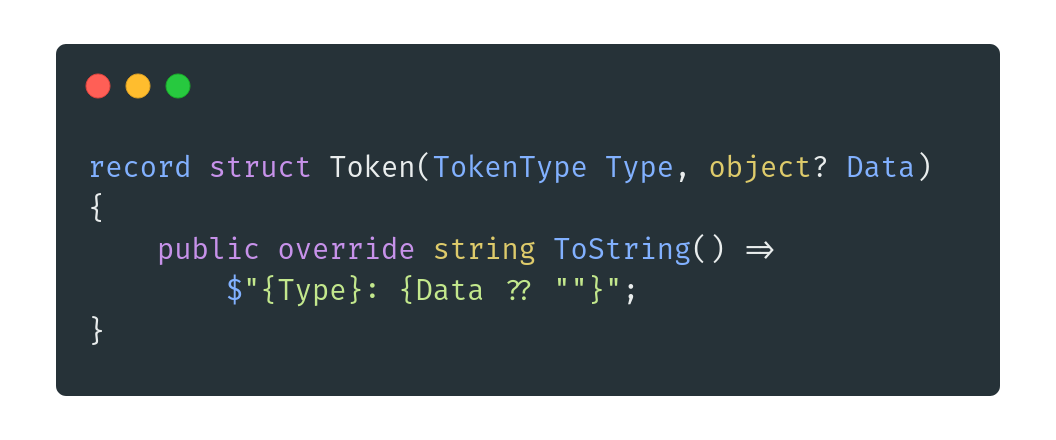 record struct Token(TokenType Type, object? Data)
{
    public override string ToString() =>
        $"{Type}: {Data ?? ""}";
}